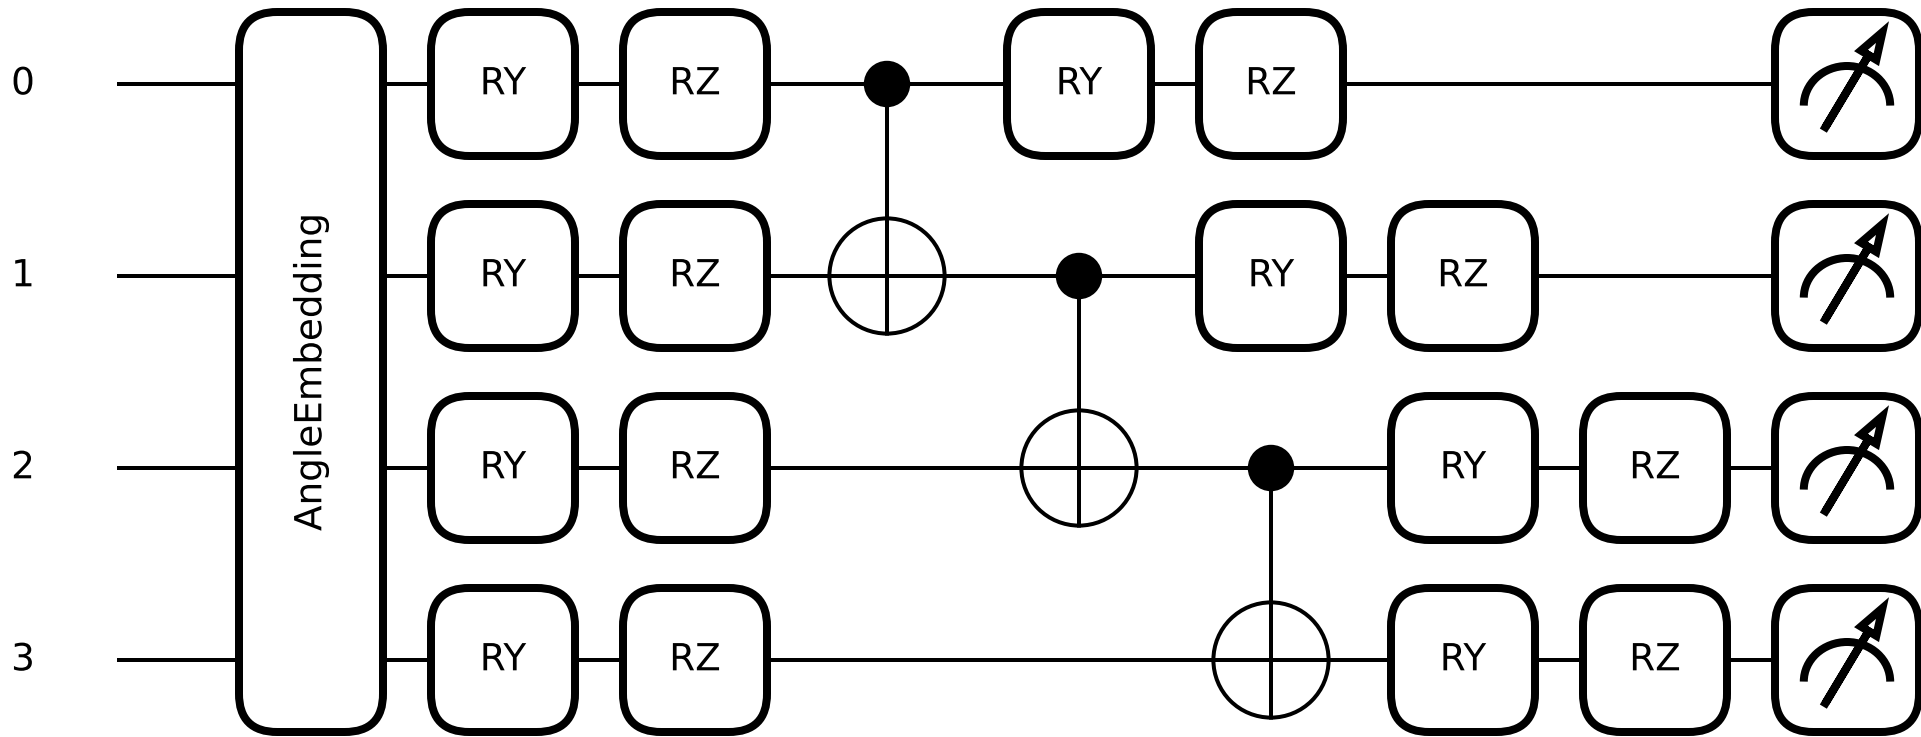 0 RY RZ RY RZ
AngleEmbedding
1 RY RZ RY RZ
2 RY RZ RY RZ
3 RY RZ RY RZ